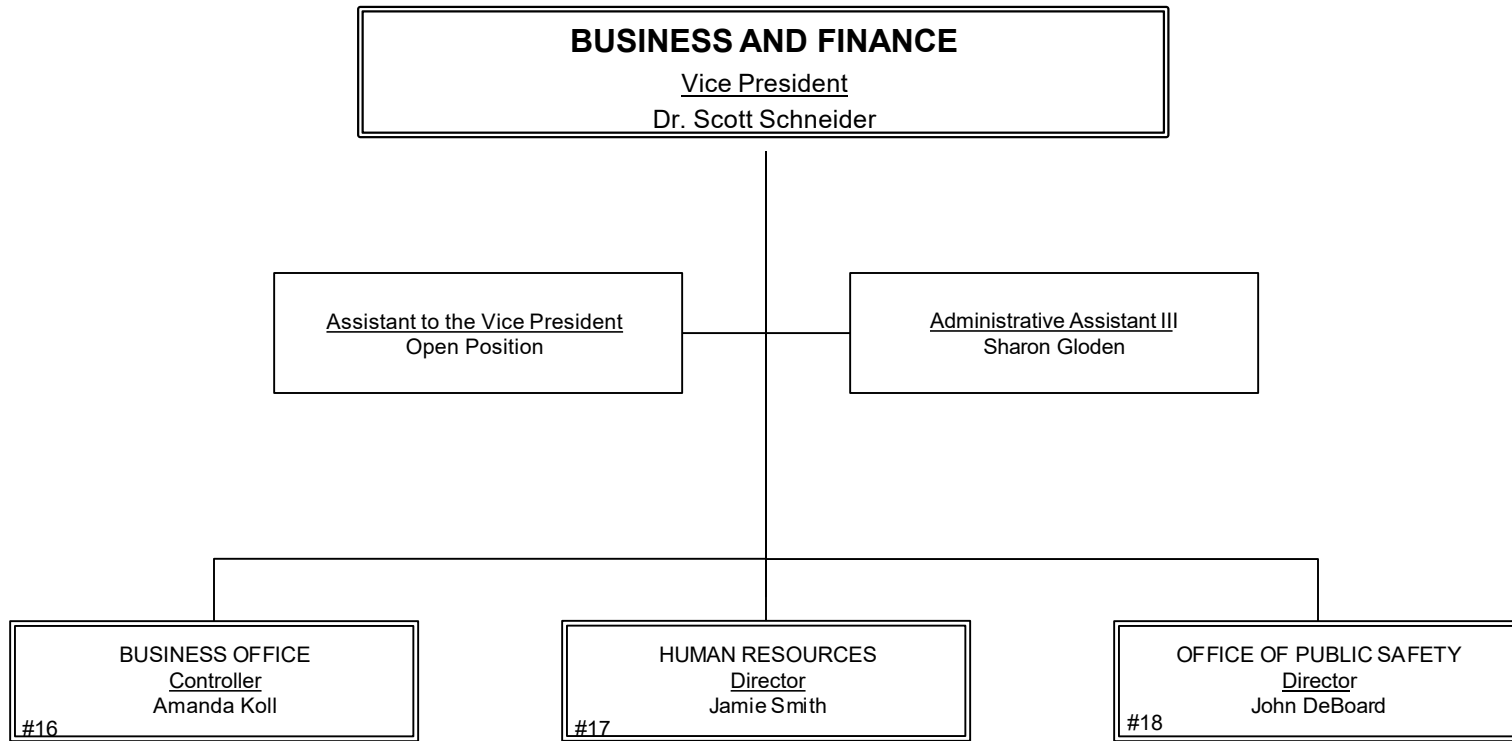 BUSINESS AND FINANCE
Vice President
Dr. Scott Schneider
Assistant to the Vice President
Open Position
Administrative Assistant III
Sharon Gloden
BUSINESS OFFICE
Controller
Amanda Koll
#16
HUMAN RESOURCES
Director
Jamie Smith
#17
OFFICE OF PUBLIC SAFETY
Director
John DeBoard
#18